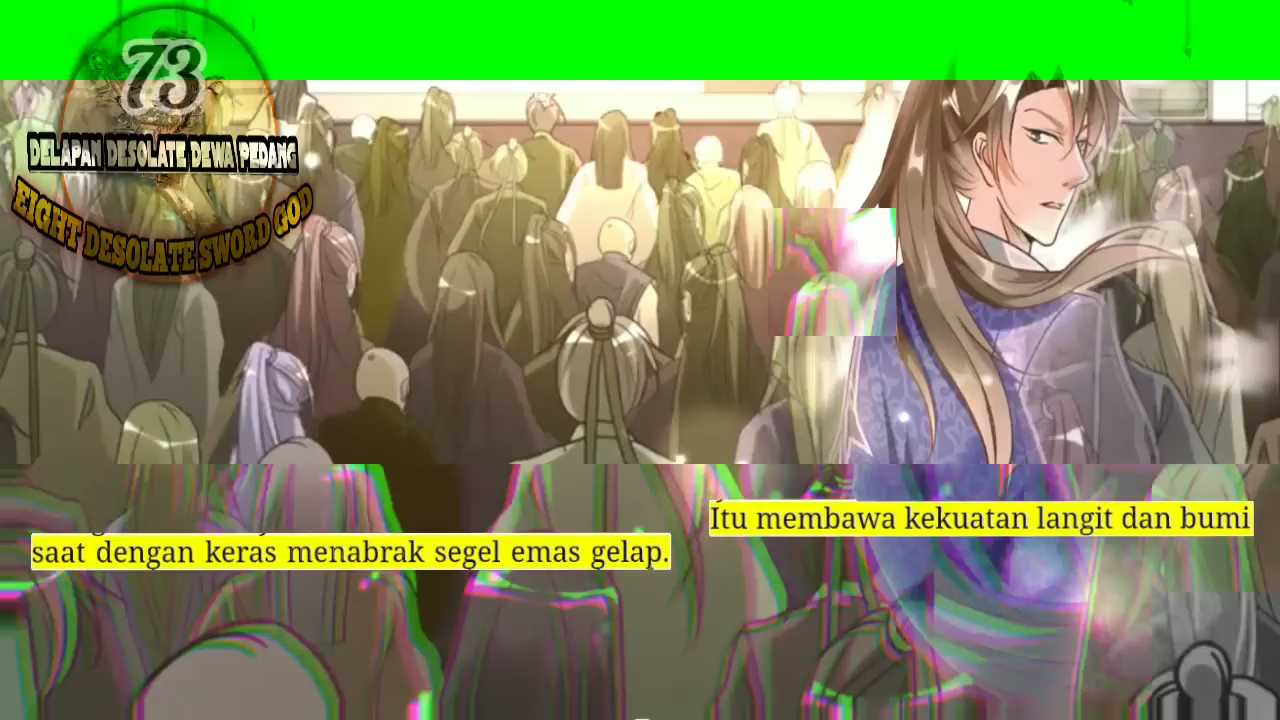 73
DELAPAN DESOLATE DEWA PEDANG
EIGHT DESOLATE SWORD GOD
saat dengan keras menabrak segel emas gelap.
Itu membawa kekuatan langit dan bumi